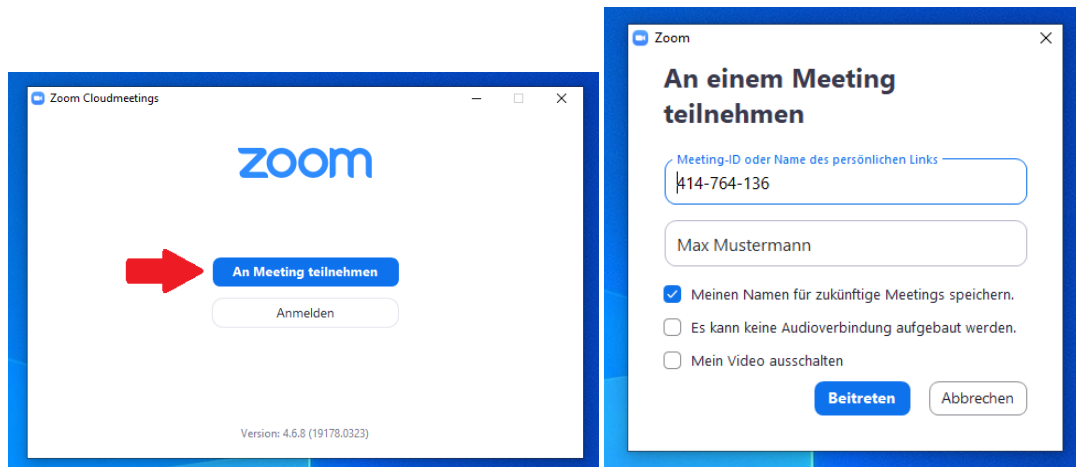 Zoom Cloudmeetings
zoom
An Meeting teilnehmen
Anmelden
Version: 4.6.8 (19178.0323)
Zoom
An einem Meeting
teilnehmen
Meeting-ID oder Name des persönlichen Links
414-764-136
Max Mustermann
Meinen Namen für zukünftige Meetings speichern.
Es kann keine Audioverbindung aufgebaut werden.
Mein Video ausschalten
Beitreten
Abbrechen